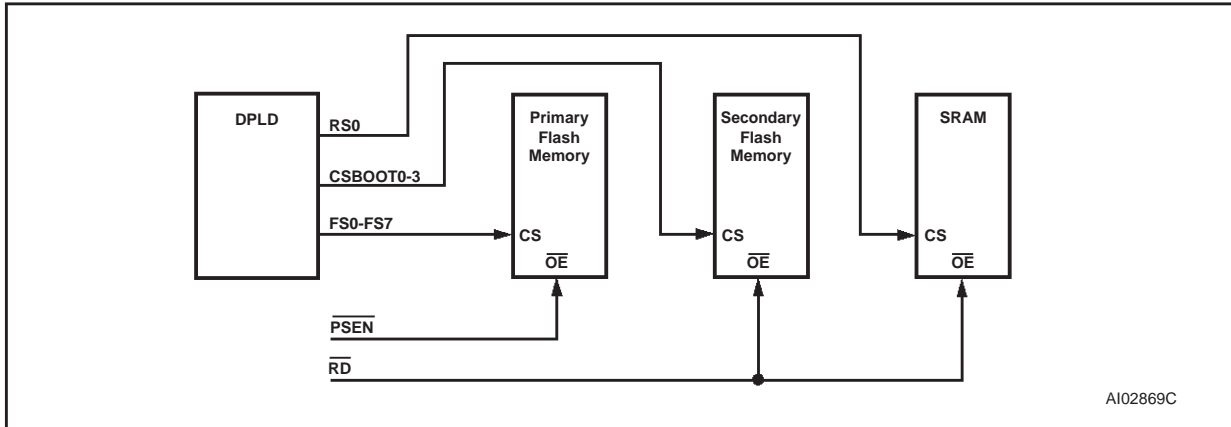 DPLD
RS0
CSBOOT0-3
FS0-FS7
Primary
Flash
Memory
CS
OE
Secondary
Flash
Memory
CS
OE
SRAM
CS
OE
PSEN
RD
AI02869C